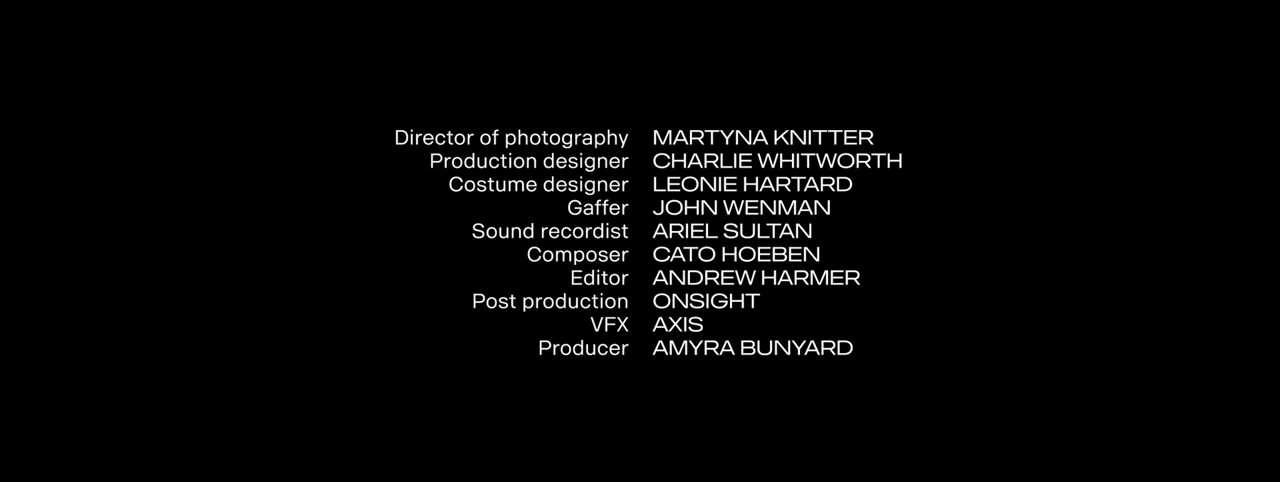 Director of photography MARTYNA KNITTER
Production designer CHARLIE WHITWORTH
Costume designer LEONIE HARTARD
Gaffer JOHN WENMAN
Sound recordist ARIEL SULTAN
Composer CATO HOEBEN
Editor ANDREW HARMER
Post production ONSIGHT
VFX AXIS
Producer AMYRA BUNYARD